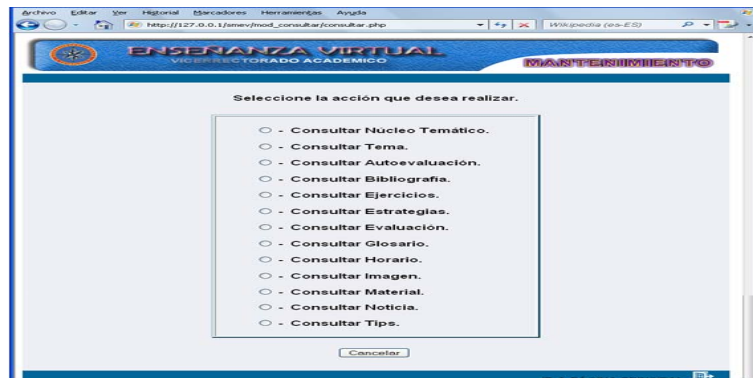 Archivo Editar Ver Historial Marcadores Herramientas Ayuda
http://127.0.0.1/smev/mod_consultar/consultar.php
Wikipedia (es-ES)
ENSEÑANZA VIRTUAL
VICERRECTORADO ACADEMICO
MANTENIMIENTO
Seleccione la acción que desea realizar.
- Consultar Núcleo Temático.
- Consultar Tema.
- Consultar Autoevaluación.
- Consultar Bibliografía.
- Consultar Ejercicios.
- Consultar Estrategias.
- Consultar Evaluación.
- Consultar Glosario.
- Consultar Horario.
- Consultar Imagen.
- Consultar Material.
- Consultar Noticia.
- Consultar Tips.
Cancelar